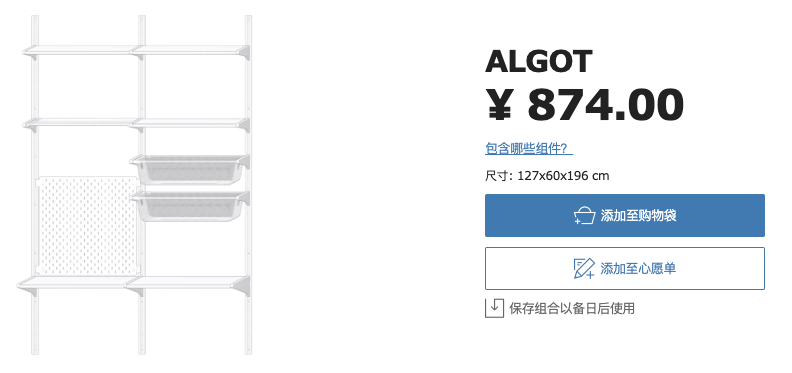 ALGOT
¥ 874.00
包含哪些组件?
尺寸: 127x60x196 cm
添加至购物袋
添加至心愿单
保存组合以备日后使用